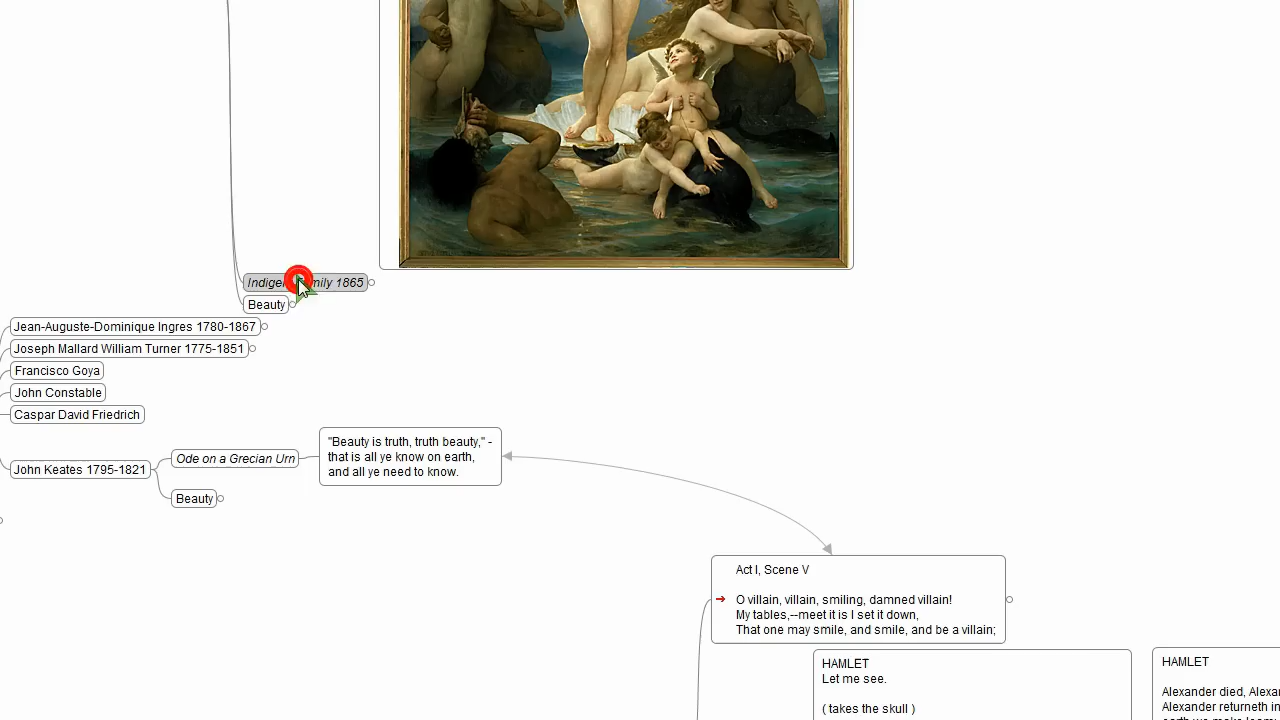 Indige mily 1865
Beauty
Jean-Auguste-Dominique Ingres 1780-1867
Joseph Mallard William Turner 1775-1851
Francisco Goya
John Constable
Caspar David Friedrich
John Keates 1795-1821
Ode on a Grecian Urn
"Beauty is truth, truth beauty," -
that is all ye know on earth,
and all ye need to know.
Beauty
Act I, Scene V
O villain, villain, smiling, damned villain!
My tables,--meet it is I set it down,
That one may smile, and smile, and be a villain;
HAMLET
Let me see.
( takes the skull )
HAMLET
Alexander died, Alexa
Alexander returneth in